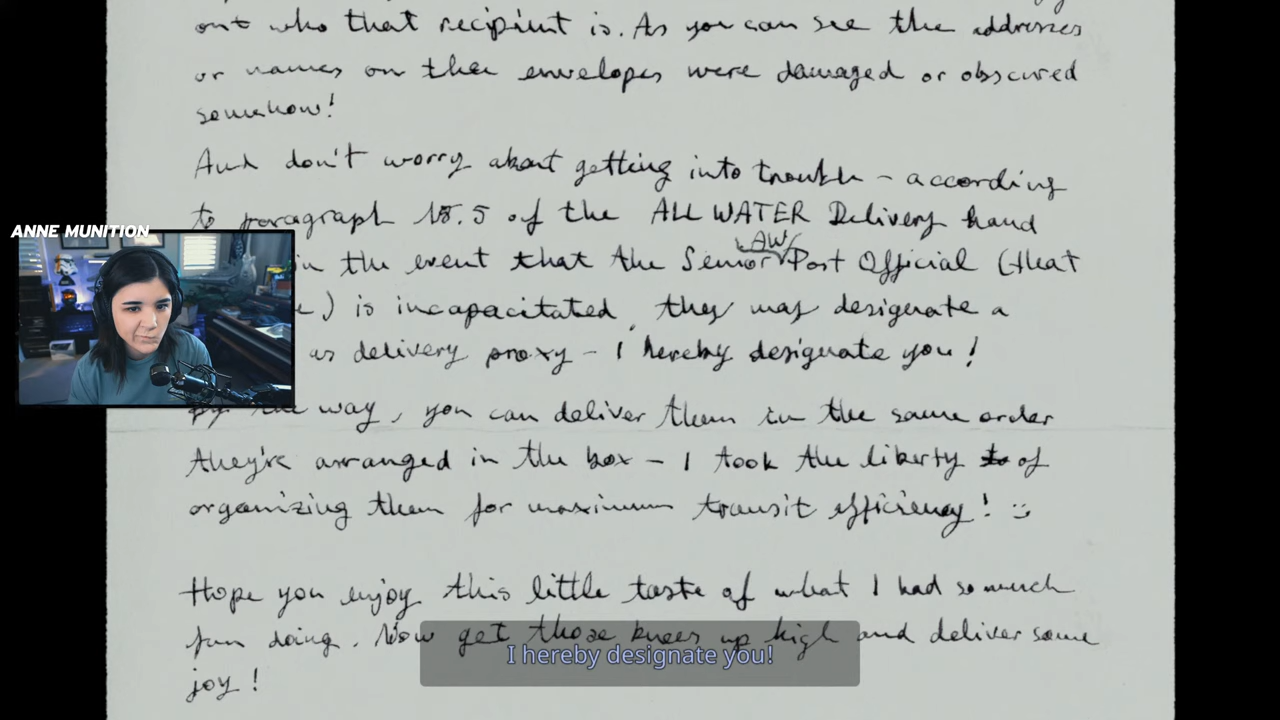 out who that recipient is. As you can see the addresses
or names on the envelopes were damaged or obscured
somehow!
And don't worry about getting into trouble - according
to paragraph 18.5 of the ALL WATER Delivery hand
in the event that the Senior LAW Post Official (Heat
) is incapacitated, they may designate a
as delivery proxy - I hereby designate you!
By the way, you can deliver them in the same order
they're arranged in the box - I took the liberty to of
organizing them for maximum transit efficiency! :)
Hope you enjoy this little taste of what I had so much
fun doing. Now get those knees up high and deliver some
joy!
ANNE MUNITION
I hereby designate you!